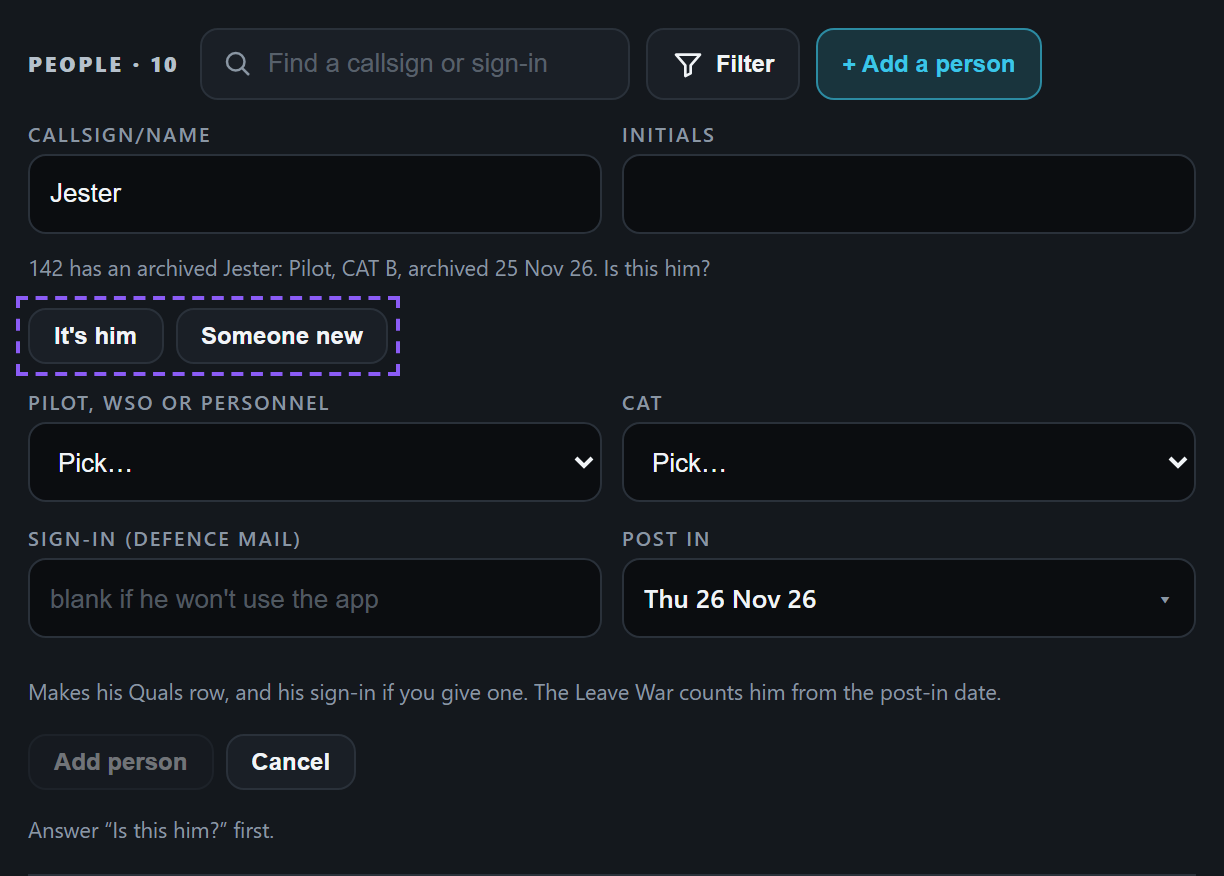 PEOPLE · 10
Find a callsign or sign-in
Filter
+ Add a person
CALLSIGN/NAME
INITIALS
Jester
142 has an archived Jester: Pilot, CAT B, archived 25 Nov 26. Is this him?
It's him
Someone new
PILOT, WSO OR PERSONNEL
CAT
Pick…
Pick…
SIGN-IN (DEFENCE MAIL)
POST IN
blank if he won't use the app
Thu 26 Nov 26
Makes his Quals row, and his sign-in if you give one. The Leave War counts him from the post-in date.
Add person
Cancel
Answer “Is this him?” first.